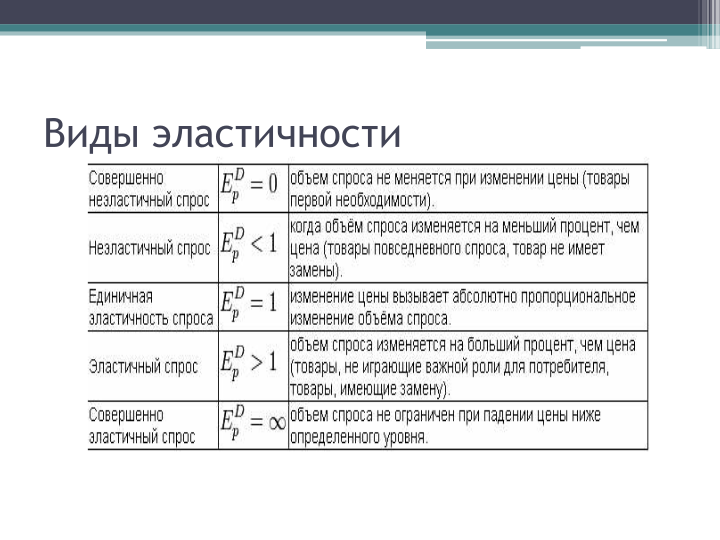 Виды эластичности
Совершенно
незластичный спрос
E_p^D = 0
объем спроса не меняется при изменении цены (товары
первой необходимости).
Незластичный спрос
E_p^D < 1
когда объём спроса изменяется на меньший процент, чем
цена (товары повседневного спроса, товар не имеет
замены).
Единичная
эластичность спроса
E_p^D = 1
изменение цены вызывает абсолютно пропорциональное
изменение объёма спроса.
Эластичный спрос
E_p^D > 1
объем спроса изменяется на больший процент, чем цена
(товары, не играющие важной роли для потребителя,
товары, имеющие замену).
Совершенно
эластичный спрос
E_p^D = ∞
объем спроса не ограничен при падении цены ниже
определенного уровня.